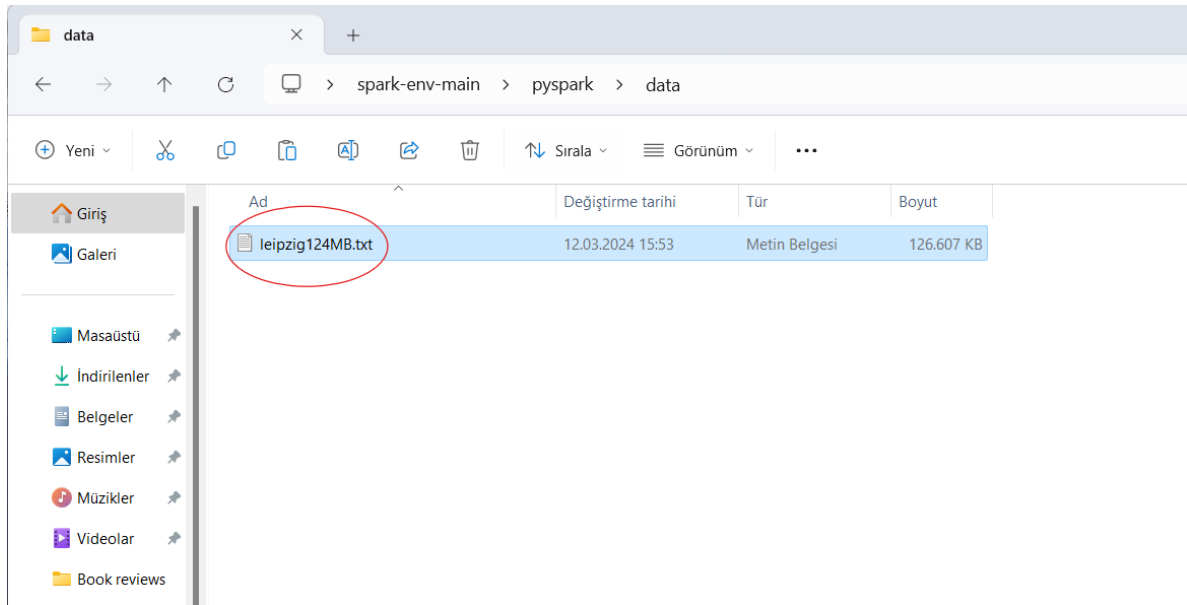 data
spark-env-main > pyspark > data
Yeni Sırala Görünüm
Ad Değiştirme tarihi Tür Boyut
Giriş
leipzig124MB.txt 12.03.2024 15:53 Metin Belgesi 126.607 KB
Galeri
Masaüstü
İndirilenler
Belgeler
Resimler
Müzikler
Videolar
Book reviews